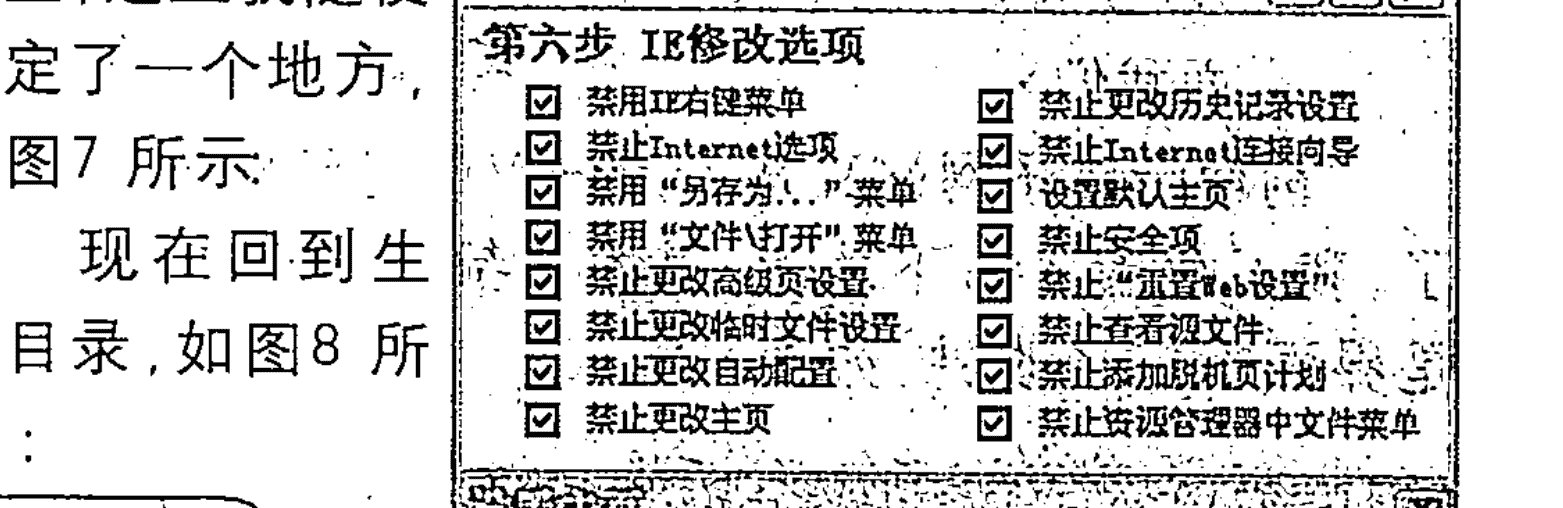 定了一个地方,
图7 所示:
现在回到生
目录,如图8 所
:
第六步 IE修改选项
禁用IE右键菜单
禁止Internet选项
禁用“另存为...”菜单
禁用“文件\打开”菜单
禁止更改高级页设置
禁止更改临时文件设置
禁止更改自动配置
禁止更改主页
禁止更改历史记录设置
禁止Internet连接向导
设置默认主页
禁止安全项
禁止“重置Web设置”
禁止查看源文件
禁止添加脱机页计划
禁止资源管理器中文件菜单